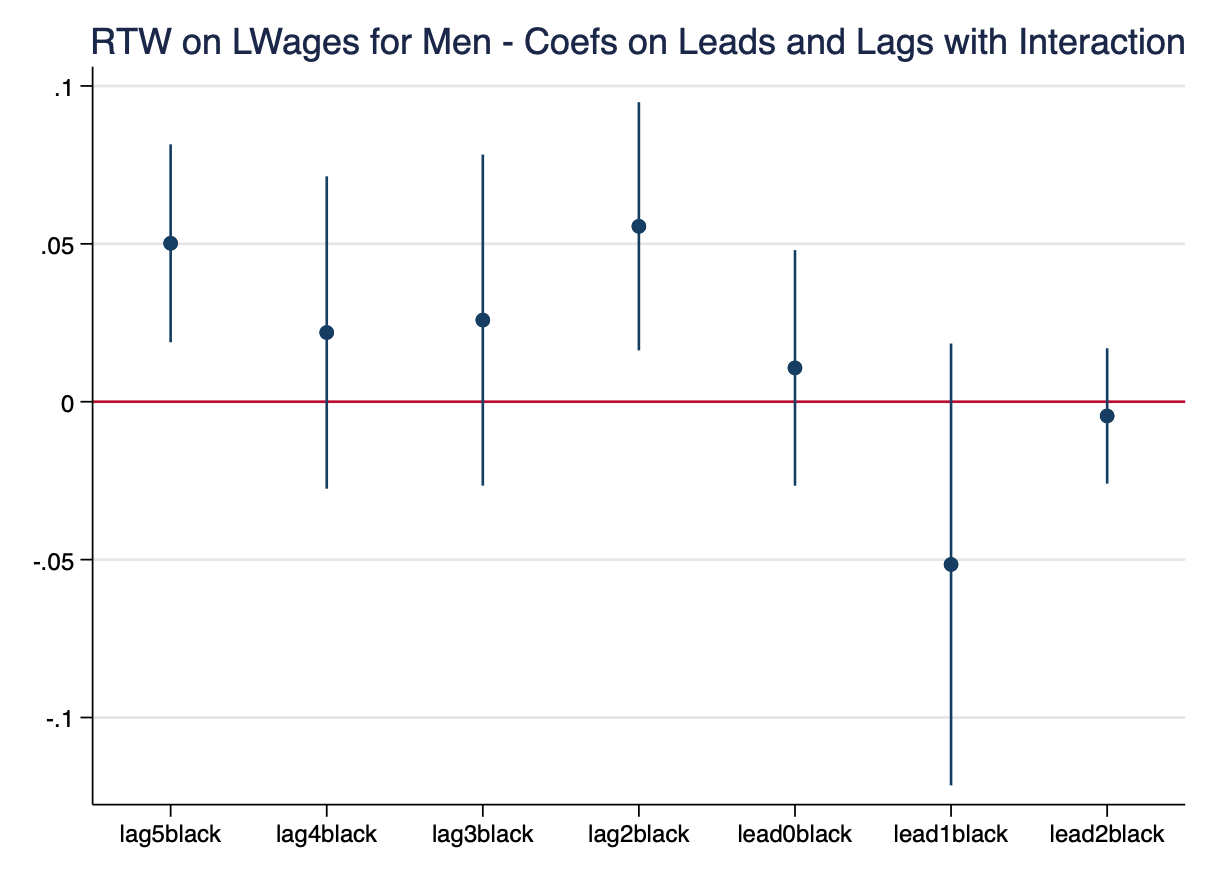 RTW on LWages for Men - Coefs on Leads and Lags with Interaction
.1
.05
0
-.05
-.1
lag5black lag4black lag3black lag2black lead0black lead1black lead2black